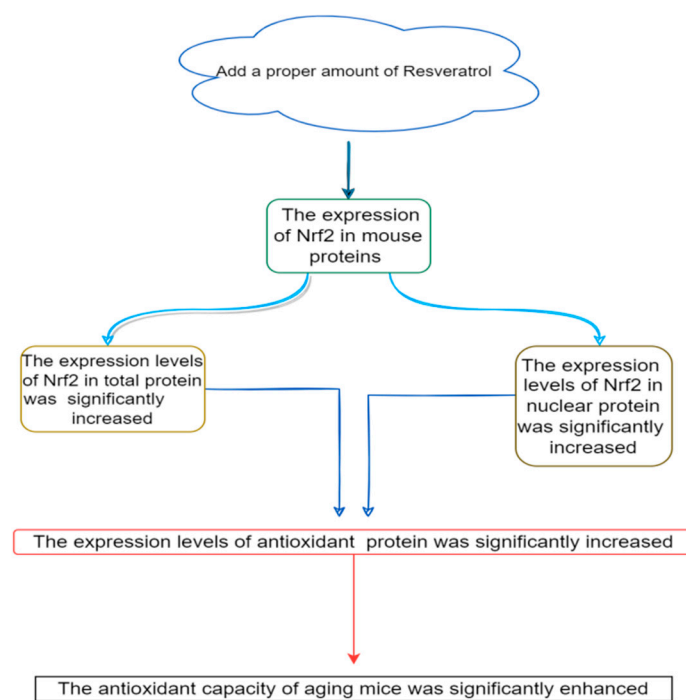 Add a proper amount of Resveratrol
The expression
of Nrf2 in mouse
proteins
The expression levels
of Nrf2 in total protein
was significantly
increased
The expression
levels of Nrf2 in
nuclear protein
was significantly
increased
The expression levels of antioxidant protein was significantly increased
The antioxidant capacity of aging mice was significantly enhanced